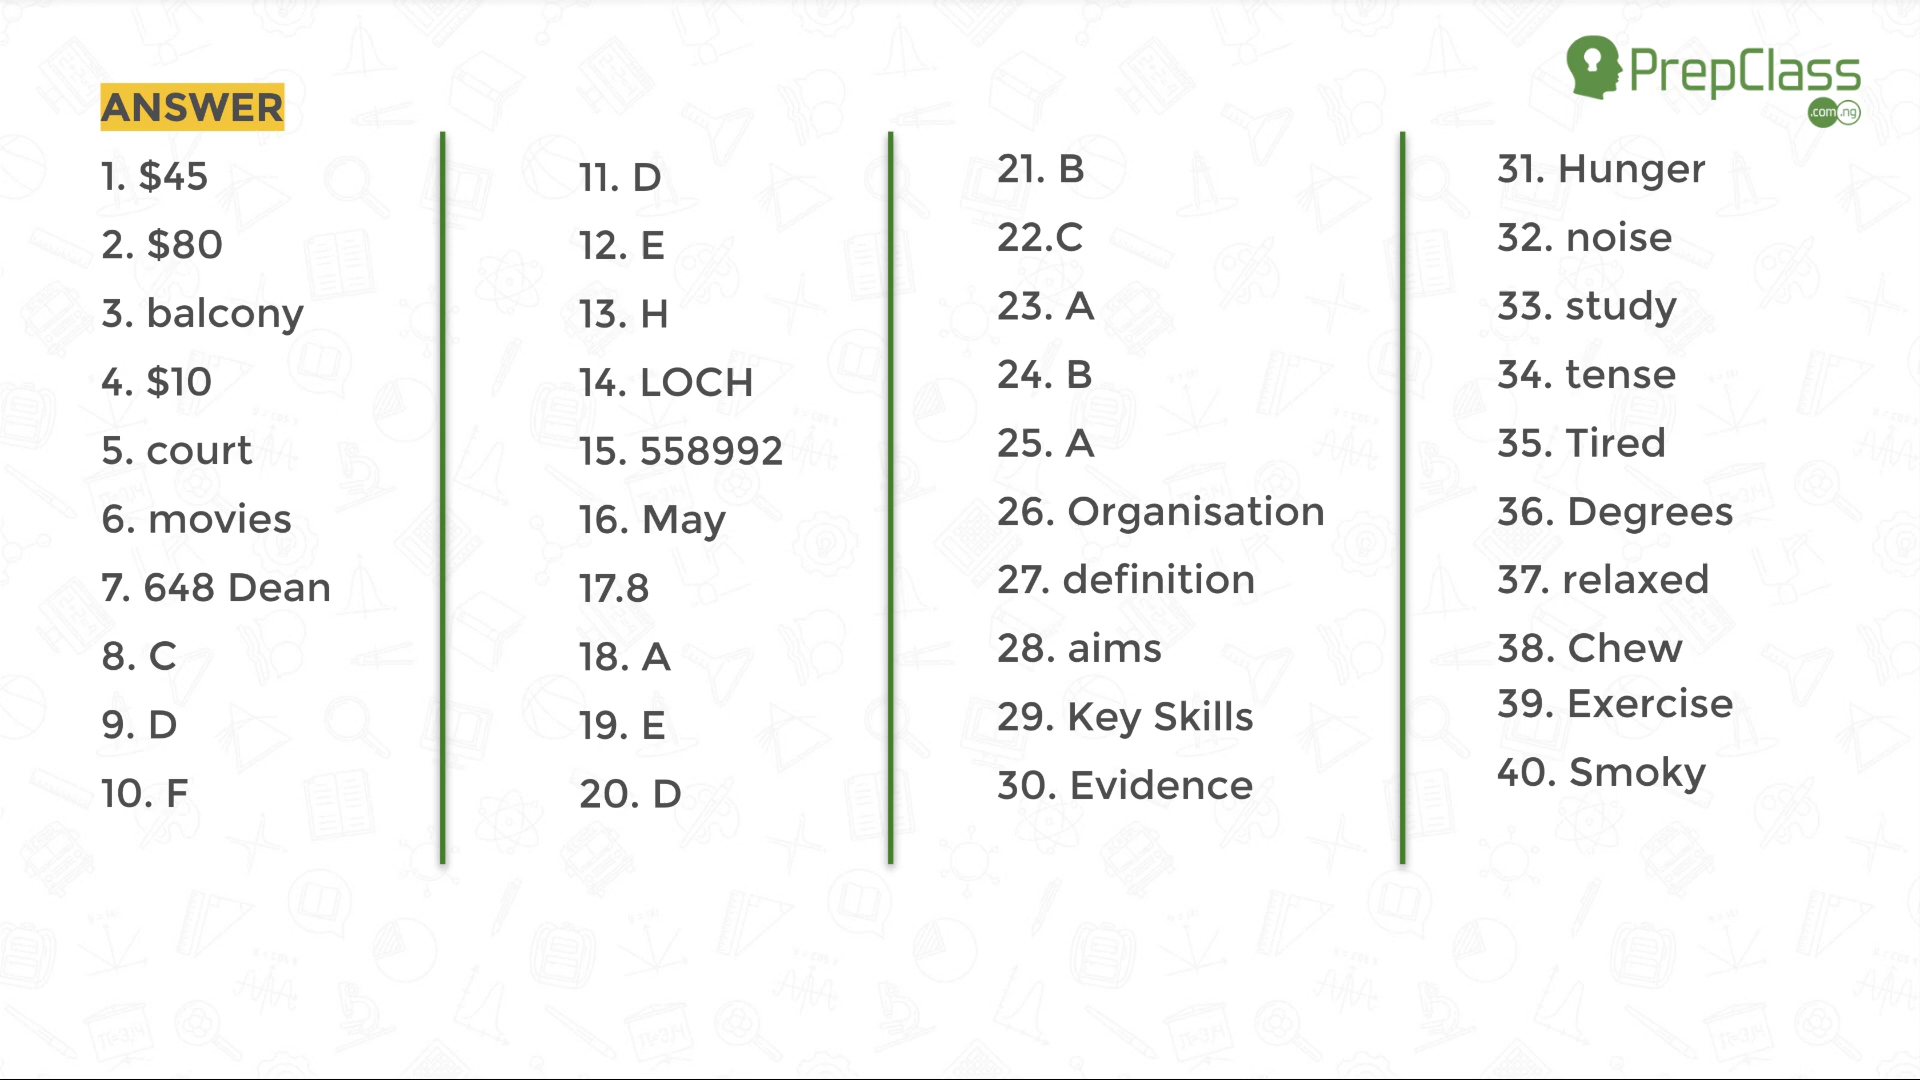 PrepClass
.com .ng
ANSWER
1. $45
2. $80
3. balcony
4. $10
5. court
6. movies
7. 648 Dean
8. C
9. D
10. F
11. D
12. E
13. H
14. LOCH
15. 558992
16. May
17.8
18. A
19. E
20. D
21. B
22.C
23. A
24. B
25. A
26. Organisation
27. definition
28. aims
29. Key Skills
30. Evidence
31. Hunger
32. noise
33. study
34. tense
35. Tired
36. Degrees
37. relaxed
38. Chew
39. Exercise
40. Smoky